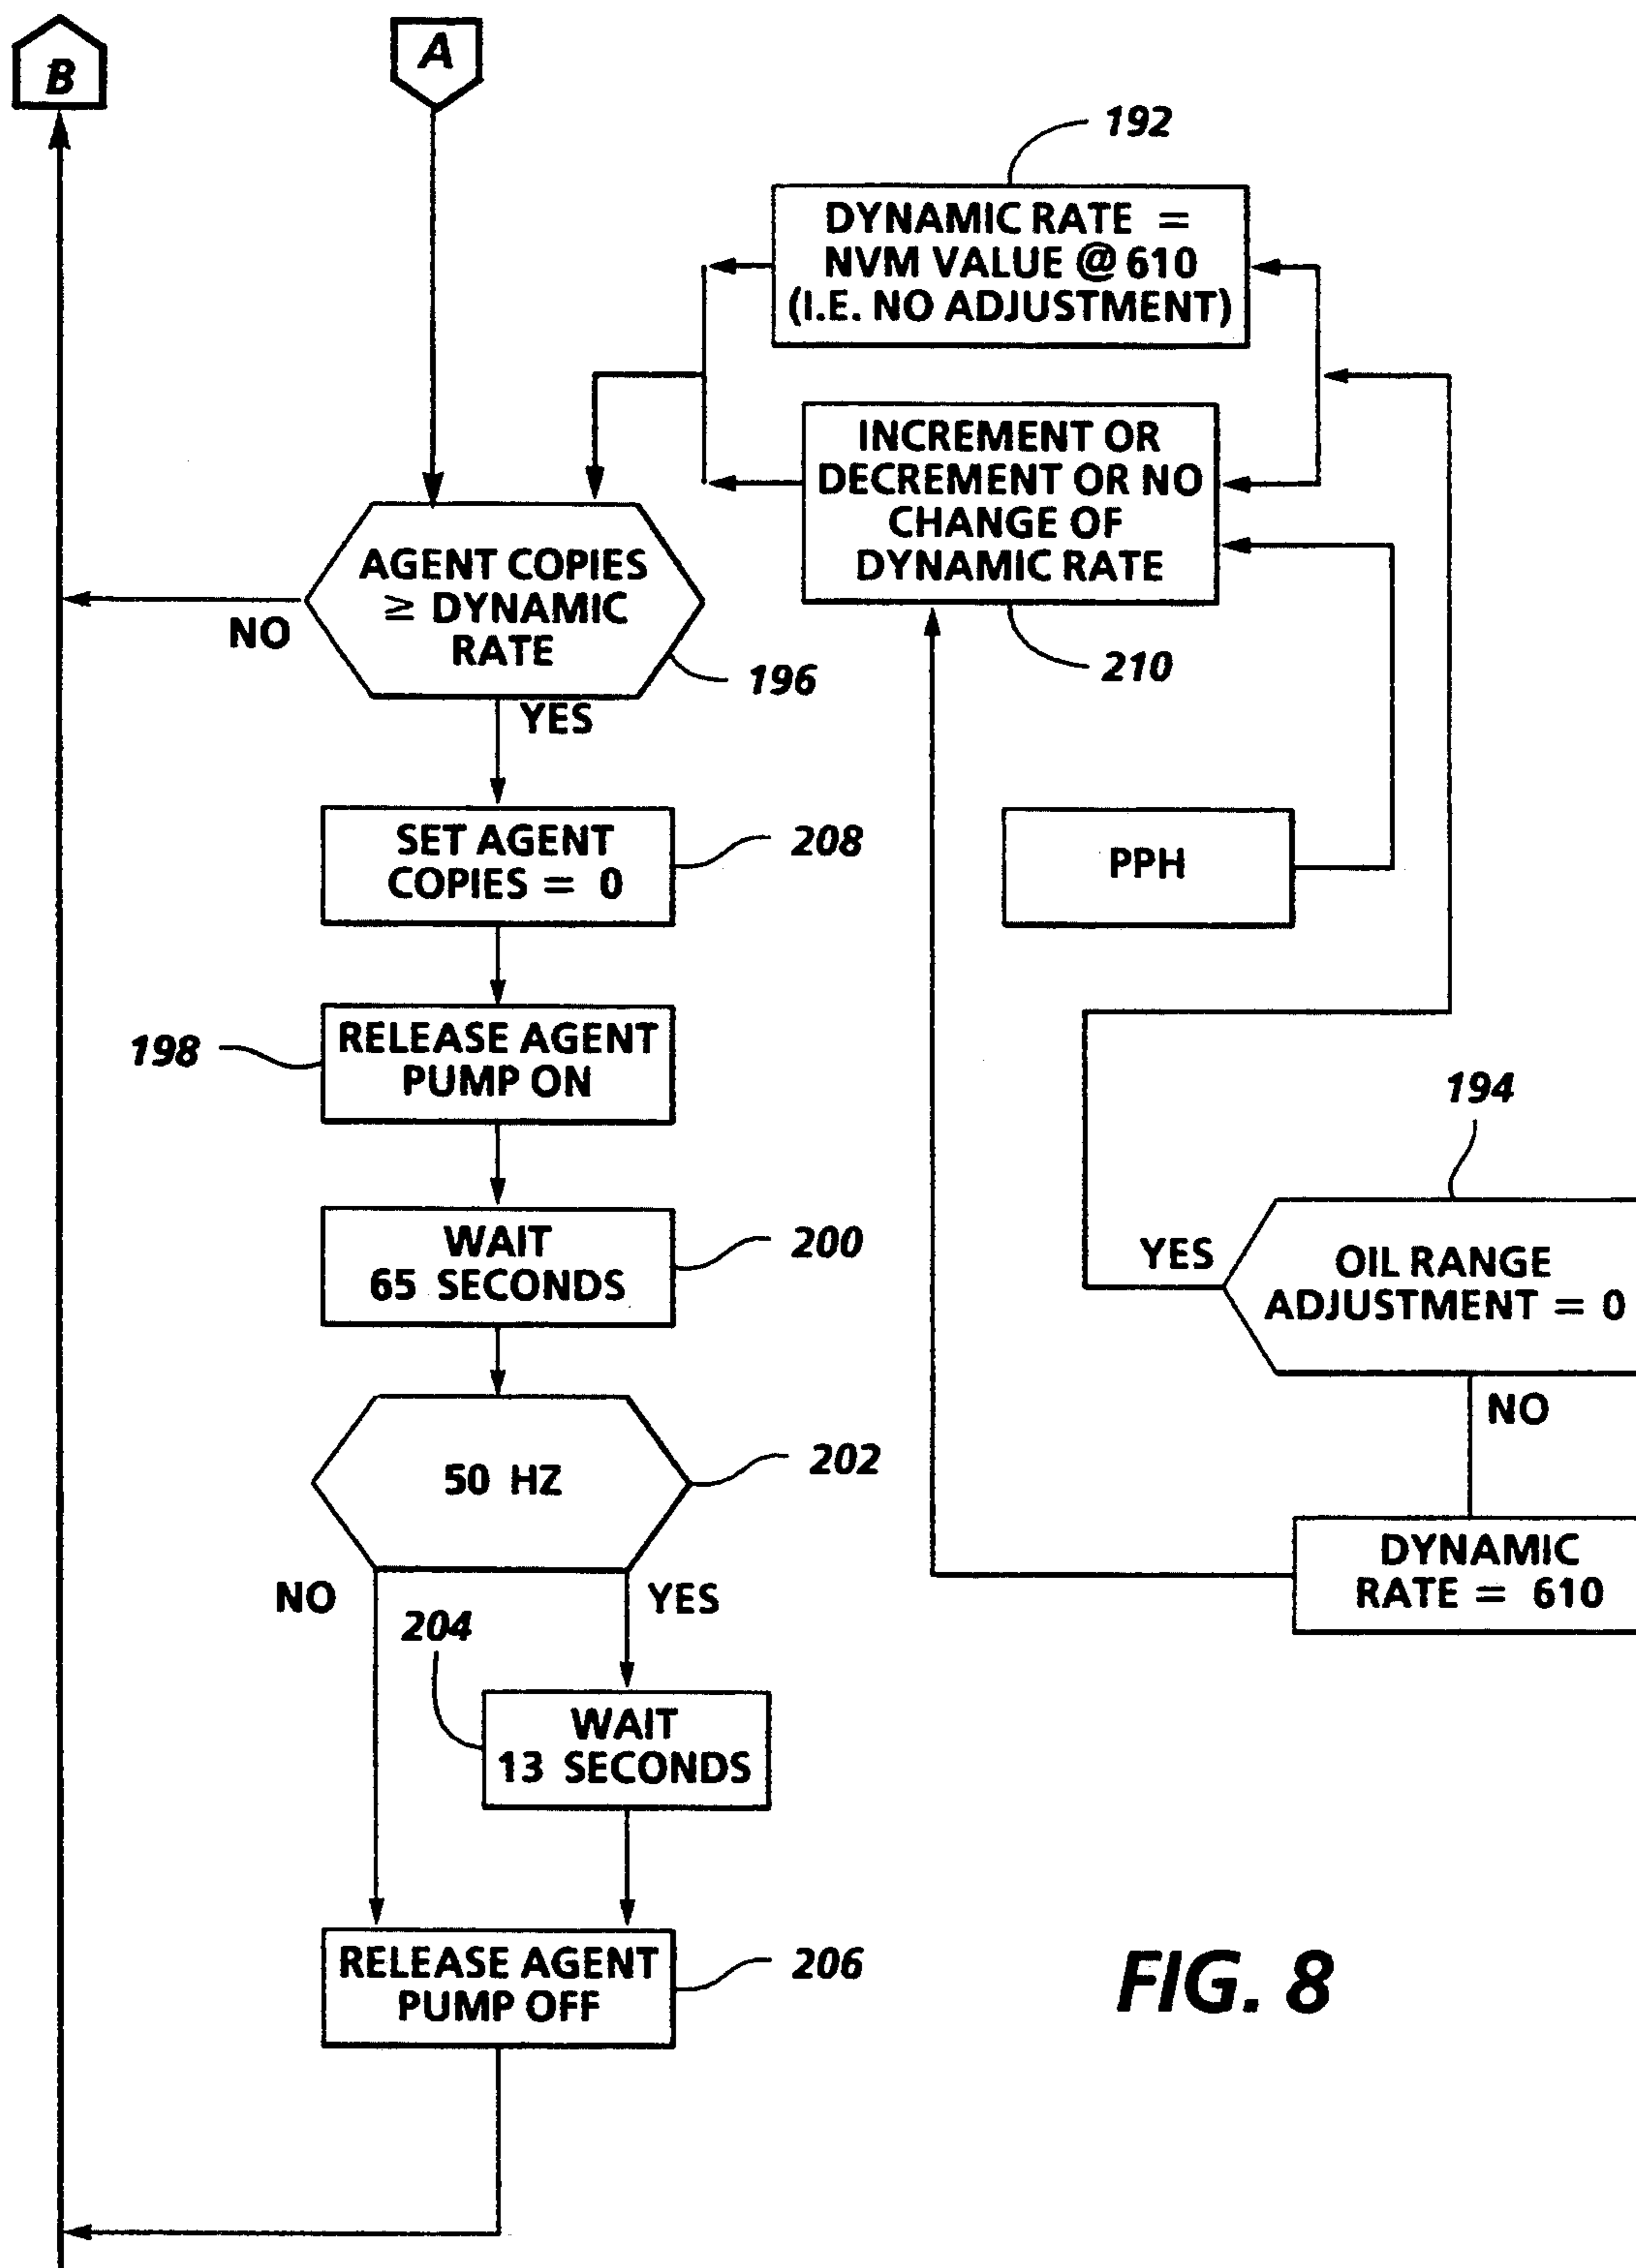 B
A
192
DYNAMIC RATE =
NVM VALUE @ 610
(I.E. NO ADJUSTMENT)
INCREMENT OR
DECREMENT OR NO
CHANGE OF
DYNAMIC RATE
210
AGENT COPIES
≥ DYNAMIC
RATE
NO
196
YES
SET AGENT
COPIES = 0
208
PPH
198
RELEASE AGENT
PUMP ON
194
WAIT
65 SECONDS
200
YES
OIL RANGE
ADJUSTMENT = 0
NO
50 HZ
202
DYNAMIC
RATE = 610
NO
YES
204
WAIT
13 SECONDS
RELEASE AGENT
PUMP OFF
206
FIG. 8